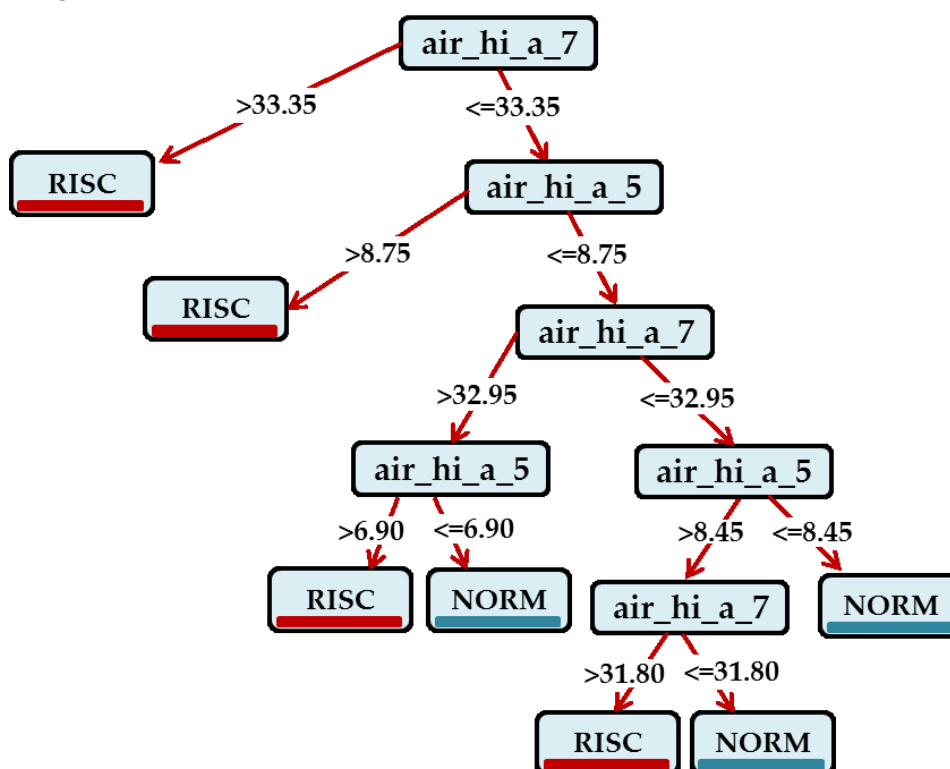 air_hi_a_7
>33.35 <=33.35
RISC
air_hi_a_5
>8.75 <=8.75
RISC
air_hi_a_7
>32.95 <=32.95
air_hi_a_5 air_hi_a_5
>6.90 <=6.90 >8.45 <=8.45
RISC NORM air_hi_a_7 NORM
>31.80 <=31.80
RISC NORM